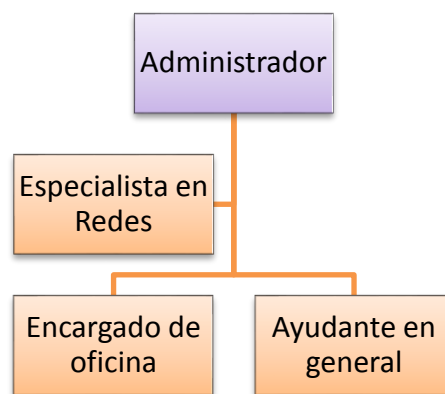 Administrador
Especialista en
Redes
Encargado de
oficina
Ayudante en
general